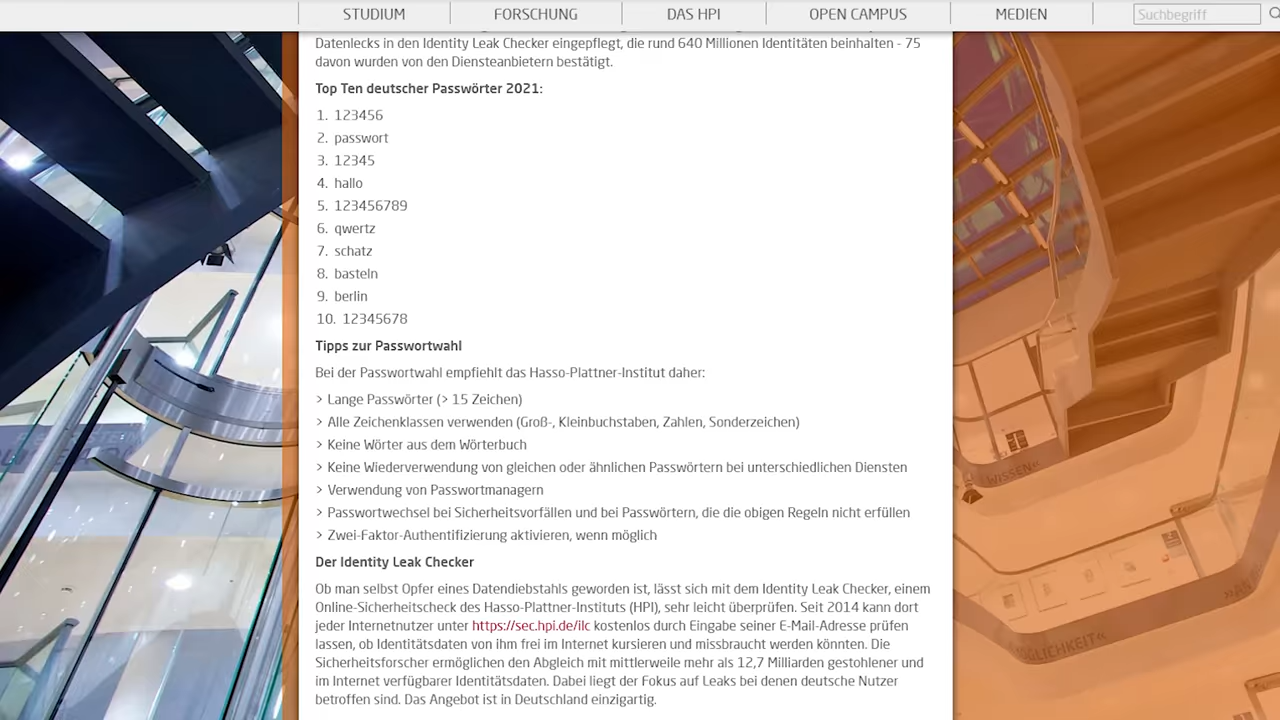 STUDIUM FORSCHUNG DAS HPI OPEN CAMPUS MEDIEN Suchbegriff
Datenlecks in den Identity Leak Checker eingepflegt, die rund 640 Millionen Identitäten beinhalten - 75
davon wurden von den Diensteanbietern bestätigt.
Top Ten deutscher Passwörter 2021:
1. 123456
2. passwort
3. 12345
4. hallo
5. 123456789
6. qwertz
7. schatz
8. basteln
9. berlin
10. 12345678
Tipps zur Passwortwahl
Bei der Passwortwahl empfiehlt das Hasso-Plattner-Institut daher:
> Lange Passwörter (> 15 Zeichen)
> Alle Zeichenklassen verwenden (Groß-, Kleinbuchstaben, Zahlen, Sonderzeichen)
> Keine Wörter aus dem Wörterbuch
> Keine Wiederverwendung von gleichen oder ähnlichen Passwörtern bei unterschiedlichen Diensten
> Verwendung von Passwortmanagern
> Passwortwechsel bei Sicherheitsvorfällen und bei Passwörtern, die die obigen Regeln nicht erfüllen
> Zwei-Faktor-Authentifizierung aktivieren, wenn möglich
Der Identity Leak Checker
Ob man selbst Opfer eines Datendiebstahls geworden ist, lässt sich mit dem Identity Leak Checker, einem
Online-Sicherheitscheck des Hasso-Plattner-Instituts (HPI), sehr leicht überprüfen. Seit 2014 kann dort
jeder Internetnutzer unter https://sec.hpi.de/ilc kostenlos durch Eingabe seiner E-Mail-Adresse prüfen
lassen, ob Identitätsdaten von ihm frei im Internet kursieren und missbraucht werden könnten. Die
Sicherheitsforscher ermöglichen den Abgleich mit mittlerweile mehr als 12,7 Milliarden gestohlener und
im Internet verfügbarer Identitätsdaten. Dabei liegt der Fokus auf Leaks bei denen deutsche Nutzer
betroffen sind. Das Angebot ist in Deutschland einzigartig.
WISSEN«